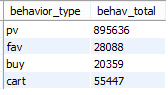 behavior_type behav_total
pv 895636
fav 28088
buy 20359
cart 55447